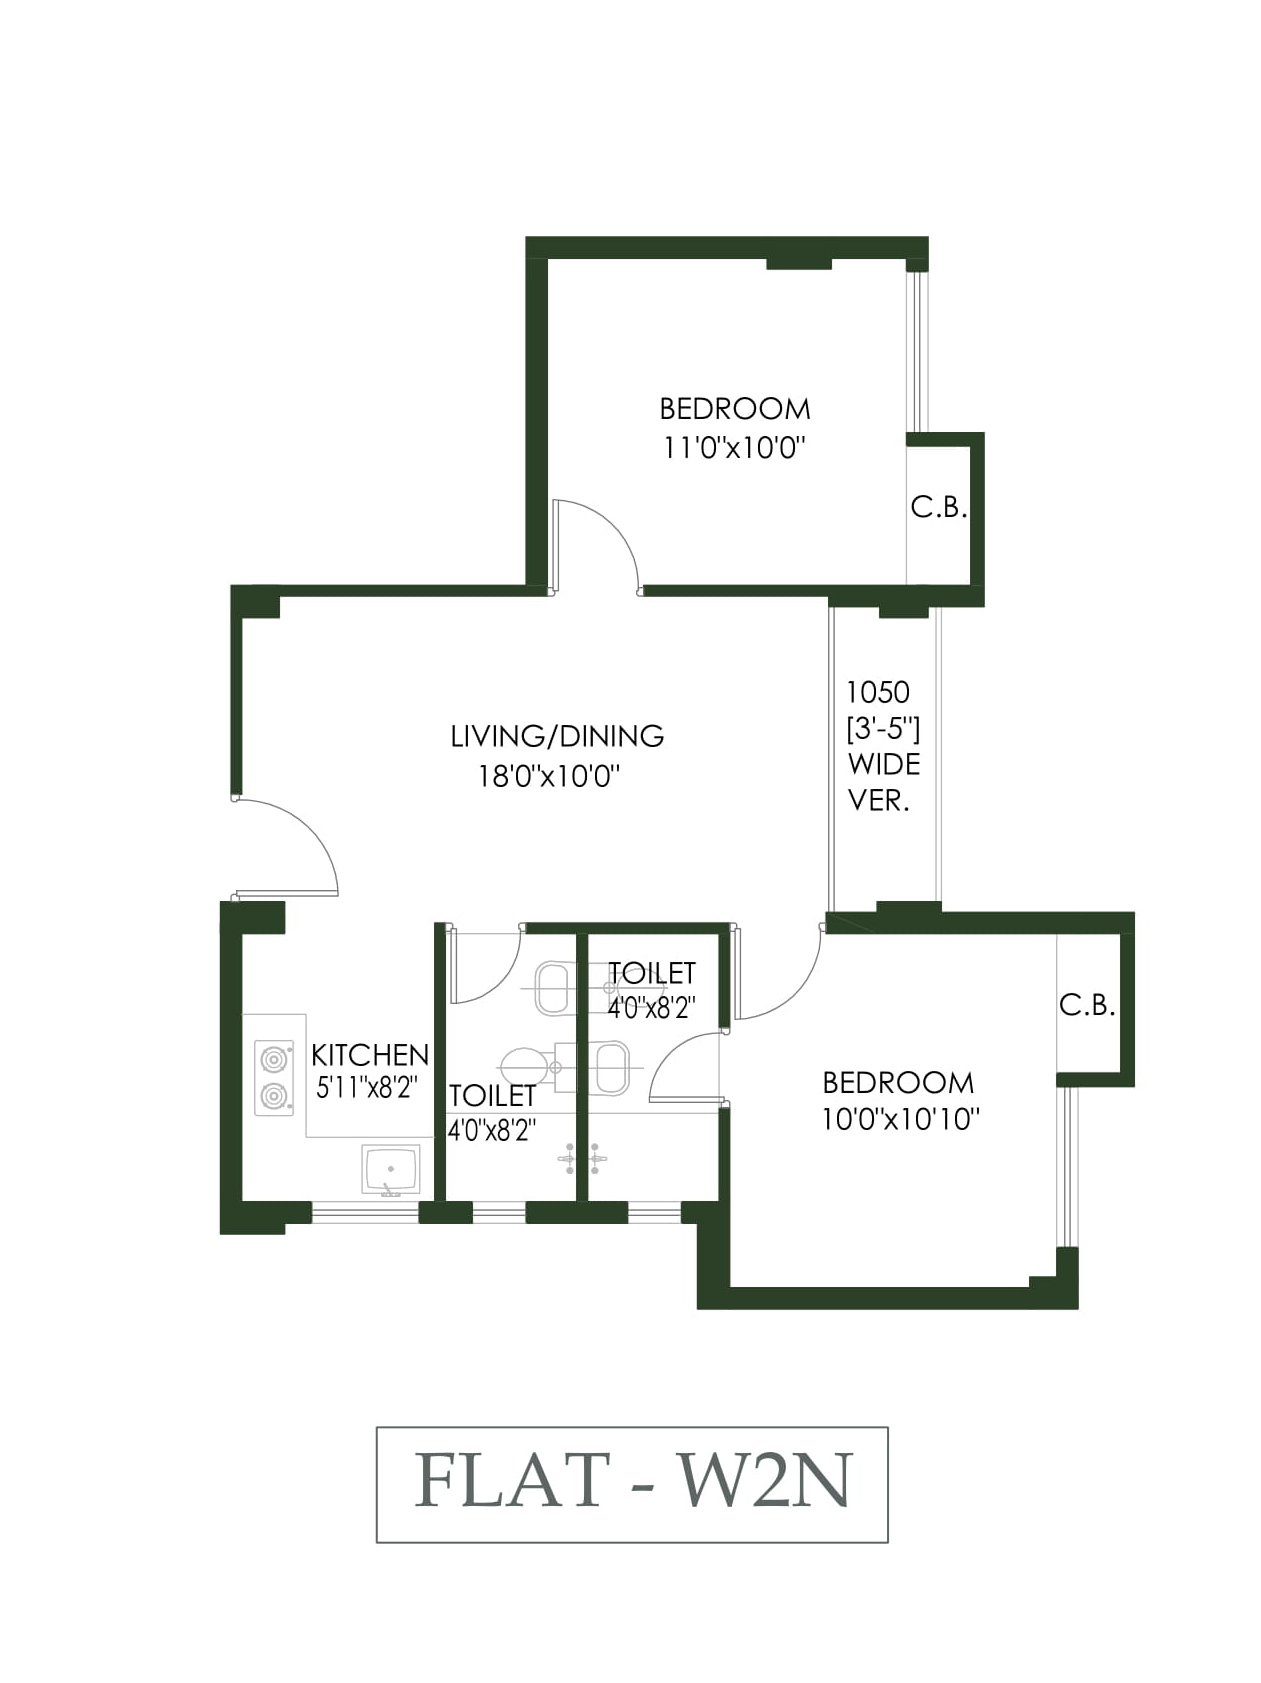 BEDROOM
11'0"x10'0"
C.B.
LIVING/DINING
18'0"x10'0"
1050
[3'-5"]
WIDE
VER.
TOILET
4'0"x8'2"
C.B.
KITCHEN
5'11"x8'2"
TOILET
4'0"x8'2"
BEDROOM
10'0"x10'10"
FLAT - W2N